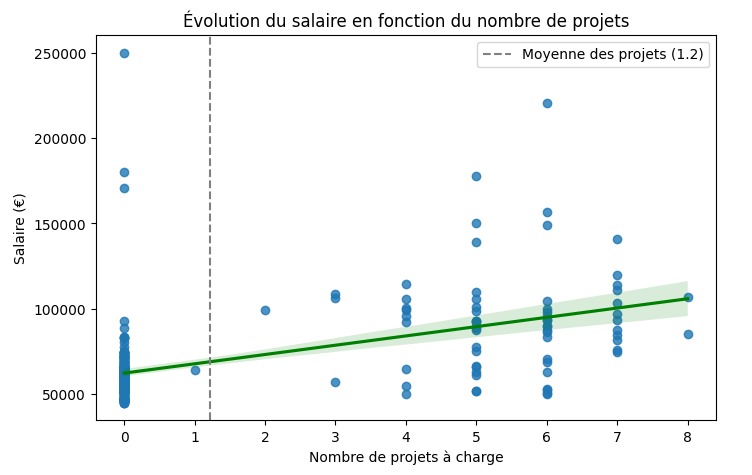 Évolution du salaire en fonction du nombre de projets
Moyenne des projets (1.2)
250000
200000
150000
100000
50000
Salaire (€)
0 1 2 3 4 5 6 7 8
Nombre de projets à charge